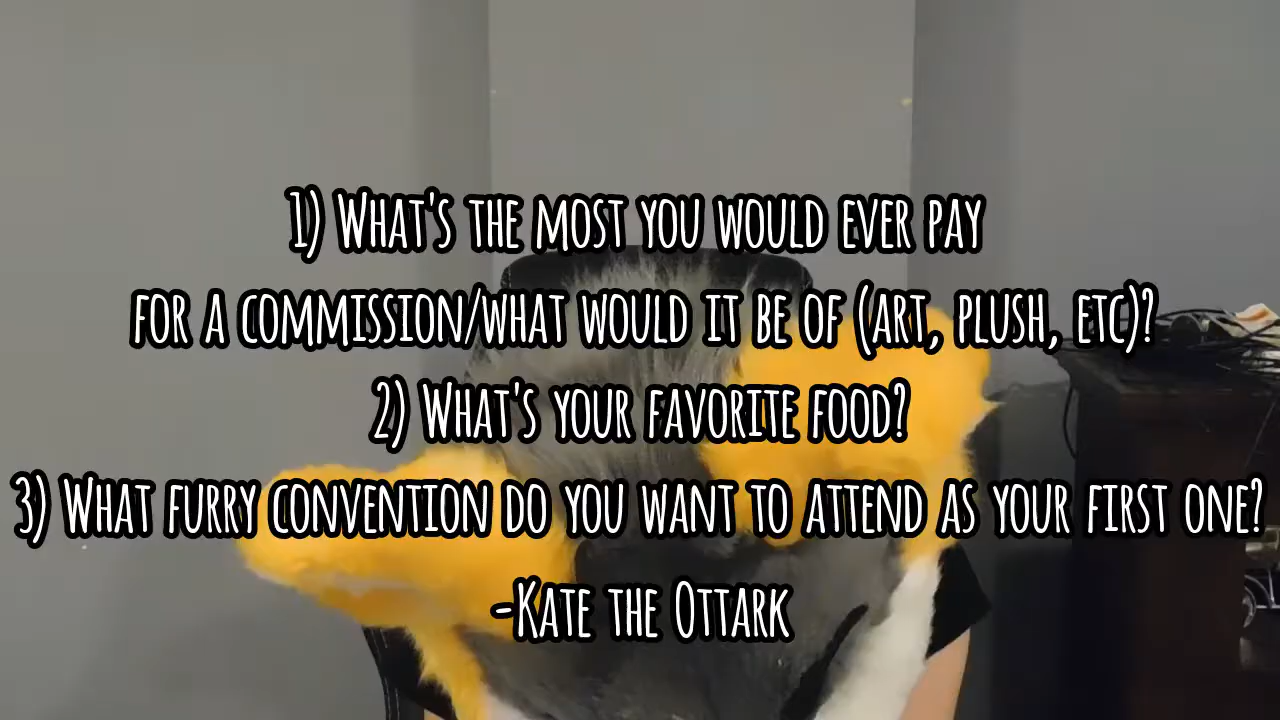 1) What's the most you would ever pay
for a commission/what would it be of (art, plush, etc)?
2) What's your favorite food?
3) What furry convention do you want to attend as your first one?
-Kate the Ottark